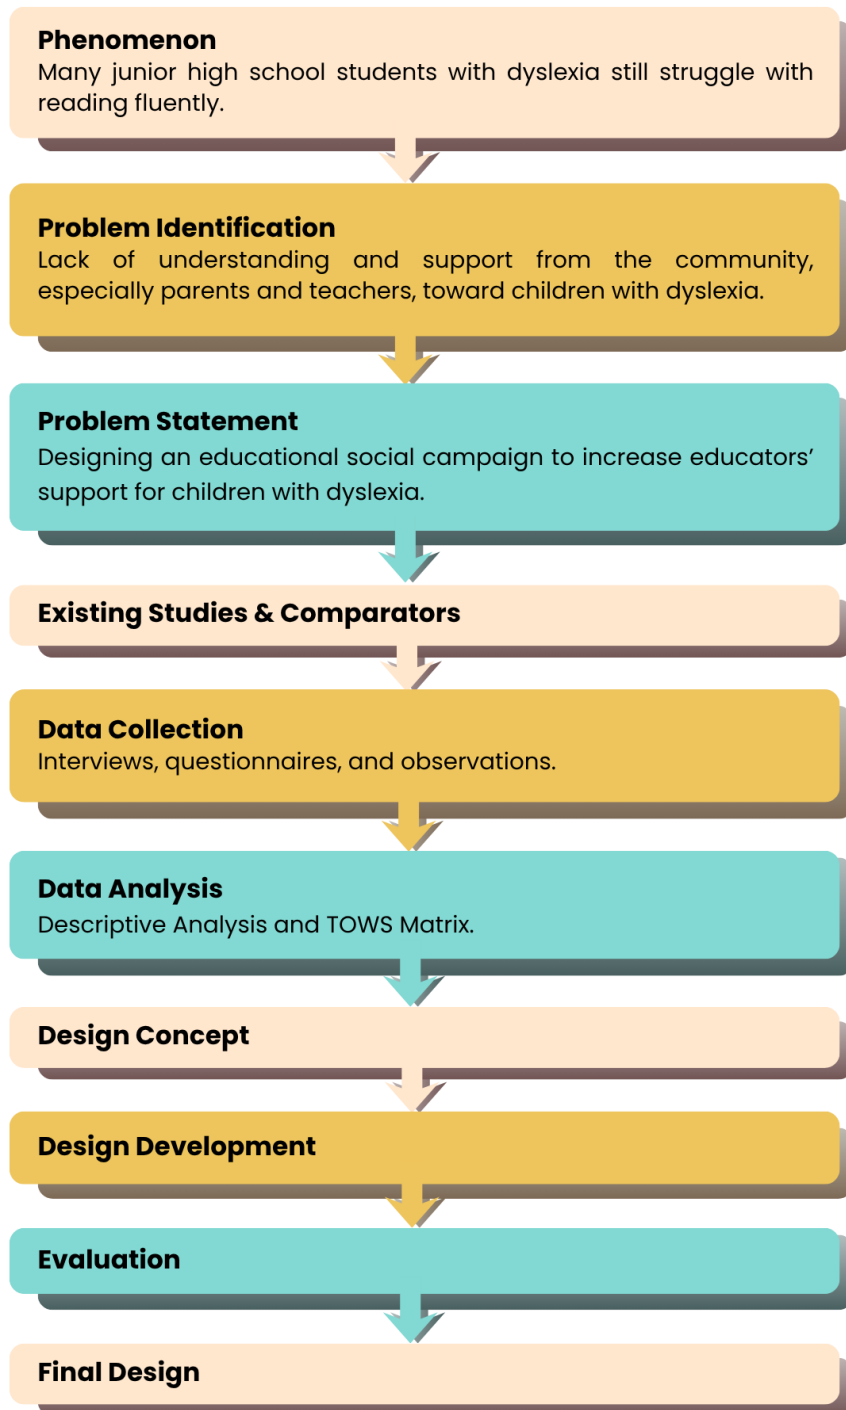 Phenomenon
Many junior high school students with dyslexia still struggle with
reading fluently.
Problem Identification
Lack of understanding and support from the community,
especially parents and teachers, toward children with dyslexia.
Problem Statement
Designing an educational social campaign to increase educators’
support for children with dyslexia.
Existing Studies & Comparators
Data Collection
Interviews, questionnaires, and observations.
Data Analysis
Descriptive Analysis and TOWS Matrix.
Design Concept
Design Development
Evaluation
Final Design